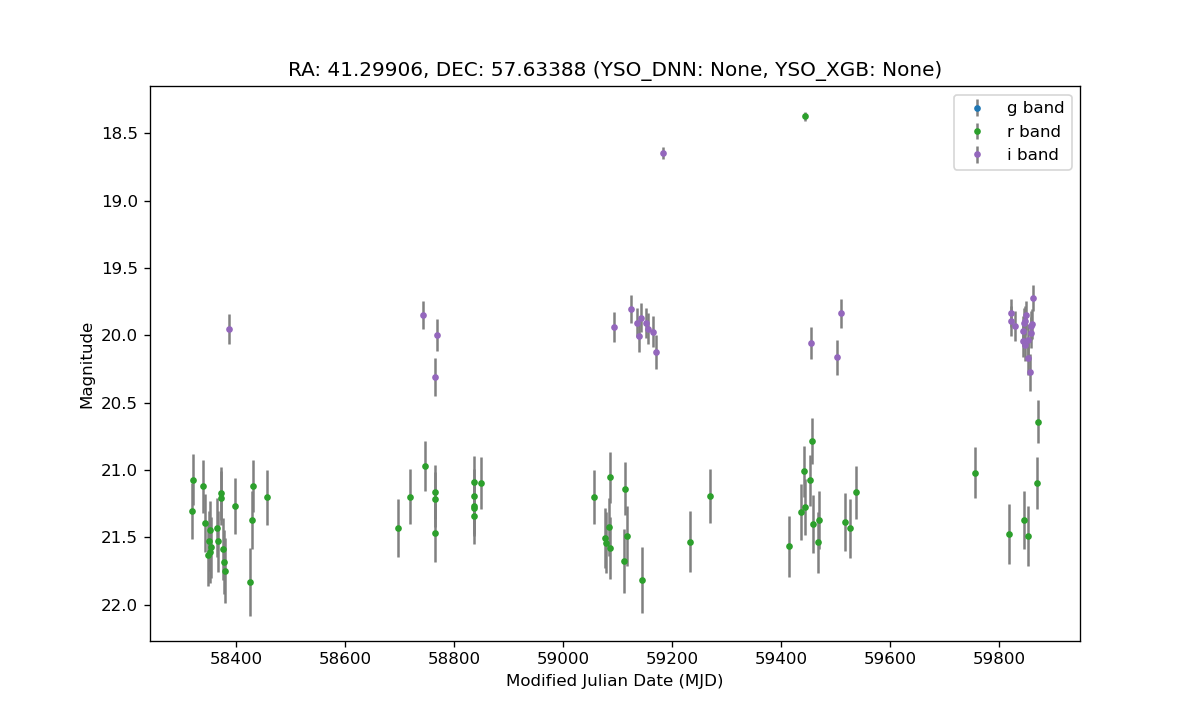 RA: 41.29906, DEC: 57.63388 (YSO_DNN: None, YSO_XGB: None)
g band
r band
i band
18.5
19.0
19.5
20.0
20.5
21.0
21.5
22.0
Magnitude
58400 58600 58800 59000 59200 59400 59600 59800
Modified Julian Date (MJD)